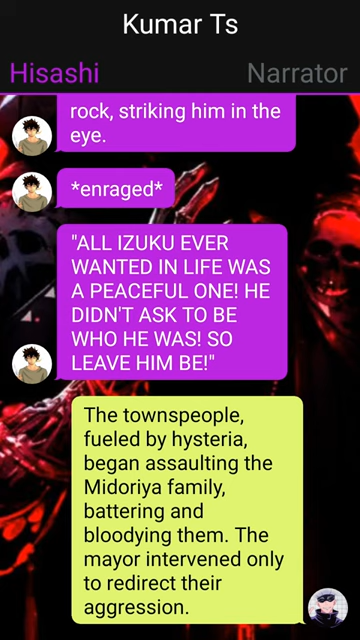 Kumar Ts
Hisashi
Narrator
rock, striking him in the
eye.
*enraged*
"ALL IZUKU EVER
WANTED IN LIFE WAS
A PEACEFUL ONE! HE
DIDN'T ASK TO BE
WHO HE WAS! SO
LEAVE HIM BE!"
The townspeople,
fueled by hysteria,
began assaulting the
Midoriya family,
battering and
bloodying them. The
mayor intervened only
to redirect their
aggression.